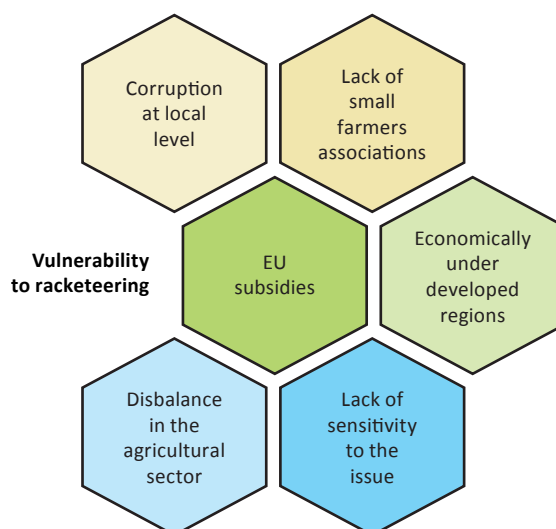 Corruption
at local
level
Lack of
small
farmers
associations
Vulnerability
to racketeering
EU
subsidies
Economically
under
developed
regions
Disbalance
in the
agricultural
sector
Lack of
sensitivity
to the
issue